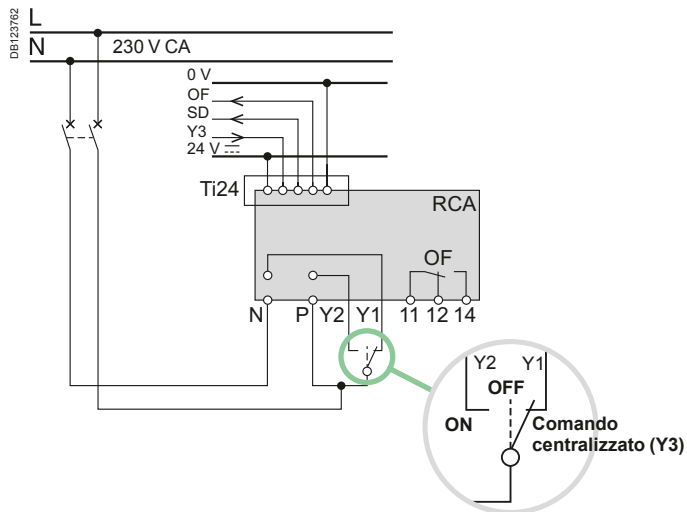 DB123762
L
N
230 V CA
0 V
OF
SD
Y3
24 V
Ti24
RCA
OF
N P Y2 Y1 11 12 14
Y2 Y1
OFF
ON
Comando
centralizzato (Y3)